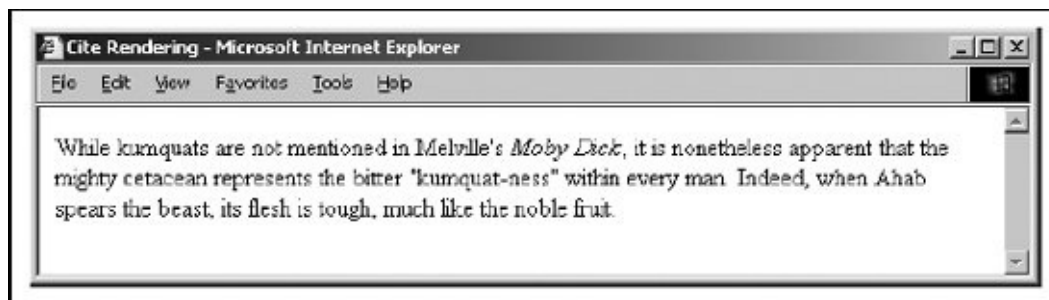 Cite Rendering - Microsoft Internet Explorer
File Edit View Favorites Tools Help
While kumquats are not mentioned in Melville's Moby Dick, it is nonetheless apparent that the
mighty cetacean represents the bitter "kumquat-ness" within every man. Indeed, when Ahab
spears the beast, its flesh is tough, much like the noble fruit.